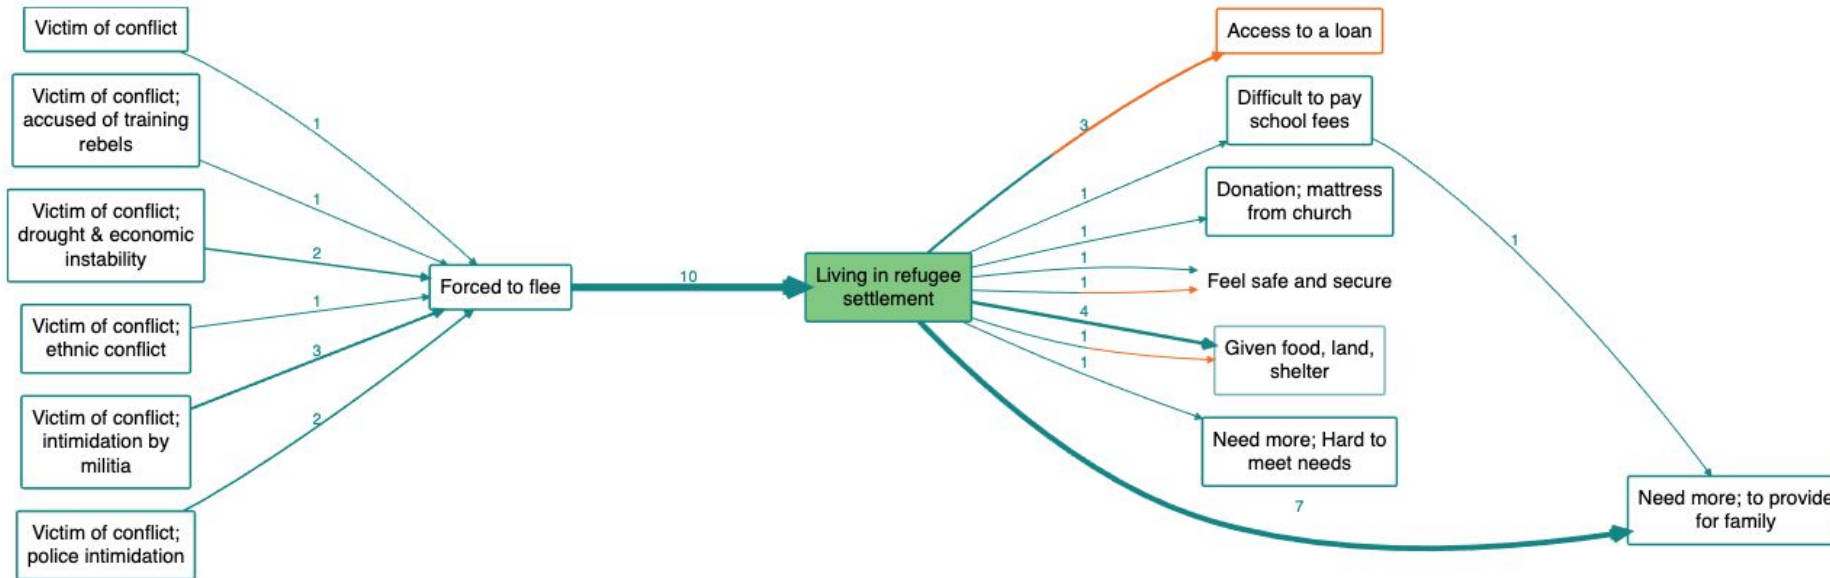 Victim of conflict
Victim of conflict;
accused of training
rebels
Victim of conflict;
drought & economic
instability
Victim of conflict;
ethnic conflict
Victim of conflict;
intimidation by
militia
Victim of conflict;
police intimidation
1
1
2
1
3
2
Forced to flee
10
Living in refugee
settlement
3
1
1
1
1
4
1
1
7
Access to a loan
Difficult to pay
school fees
Donation; mattress
from church
Feel safe and secure
Given food, land,
shelter
Need more; Hard to
meet needs
1
Need more; to provide
for family